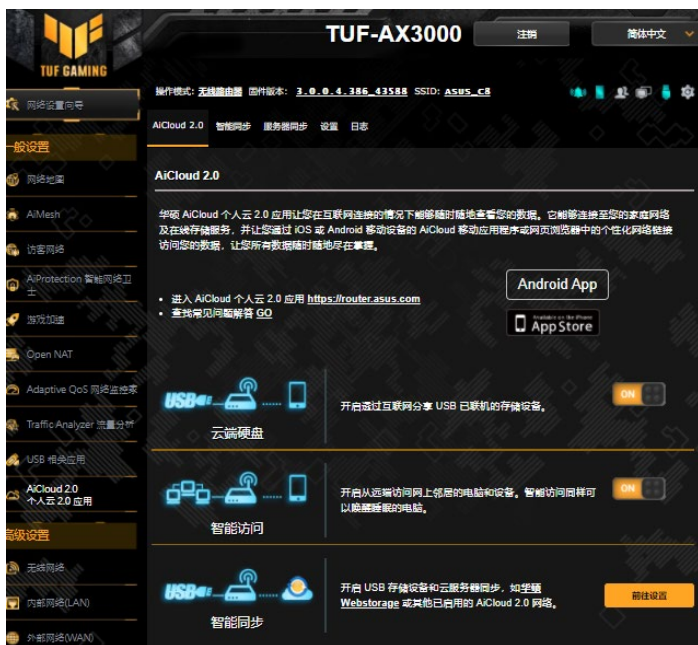 TUF GAMING
TUF-AX3000
注销
简体中文
操作模式: 无线路由器 固件版本: 3.0.0.4.386_43588 SSID: ASUS_C8
网络设置向导
AiCloud 2.0 智能同步 服务器同步 设置 日志
一般设置
网络地图
AiMesh
访客网络
AiProtection 智能网络卫士
游戏加速
Open NAT
Adaptive QoS 网络监控家
Traffic Analyzer 流量分析
USB 相关应用
AiCloud 2.0
个人云 2.0 应用
高级设置
无线网络
内部网络(LAN)
外部网络(WAN)
AiCloud 2.0
华硕 AiCloud 个人云 2.0 应用让您在互联网连接的情况下能够随时随地查看您的数据。它能够连接至您的家庭网络
及在线存储服务，并让您通过 iOS 或 Android 移动设备的 AiCloud 移动应用程序或网页浏览器中的个性化网络链接
访问您的数据，让您所有数据随时随地尽在掌握。
进入 AiCloud 个人云 2.0 应用 https://router.asus.com
查找常见问题解答 GO
Android App
Available on the iPhone
App Store
USB
云端硬盘
开启透过互联网分享 USB 已联机的存储设备。
ON
智能访问
开启从远端访问网上邻居的电脑和设备。智能访问同样可
以唤醒睡眠的电脑。
ON
USB
智能同步
开启 USB 存储设备和云服务器同步，如华硕
Webstorage 或其他已启用的 AiCloud 2.0 网络。
前往设置